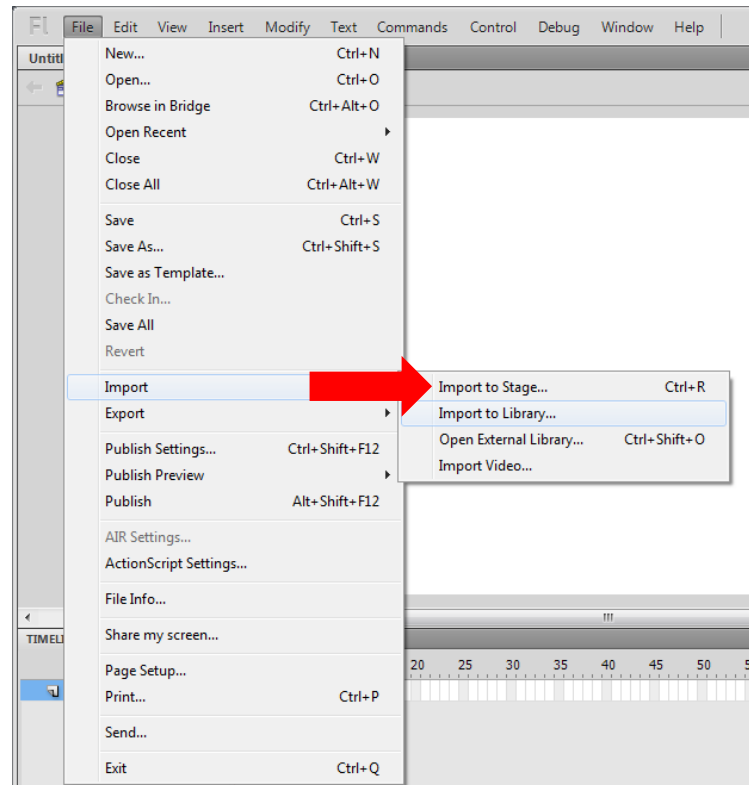 Fl File Edit View Insert Modify Text Commands Control Debug Window Help
Untitl
New... Ctrl+N
Open... Ctrl+O
Browse in Bridge Ctrl+Alt+O
Open Recent
Close Ctrl+W
Close All Ctrl+Alt+W
Save Ctrl+S
Save As... Ctrl+Shift+S
Save as Template...
Check In...
Save All
Revert
Import
Export
Publish Settings... Ctrl+Shift+F12
Publish Preview
Publish Alt+Shift+F12
AIR Settings...
ActionScript Settings...
File Info...
Share my screen...
Page Setup...
Print... Ctrl+P
Send...
Exit Ctrl+Q
Import to Stage... Ctrl+R
Import to Library...
Open External Library... Ctrl+Shift+O
Import Video...
TIMEL
20 25 30 35 40 45 50 5